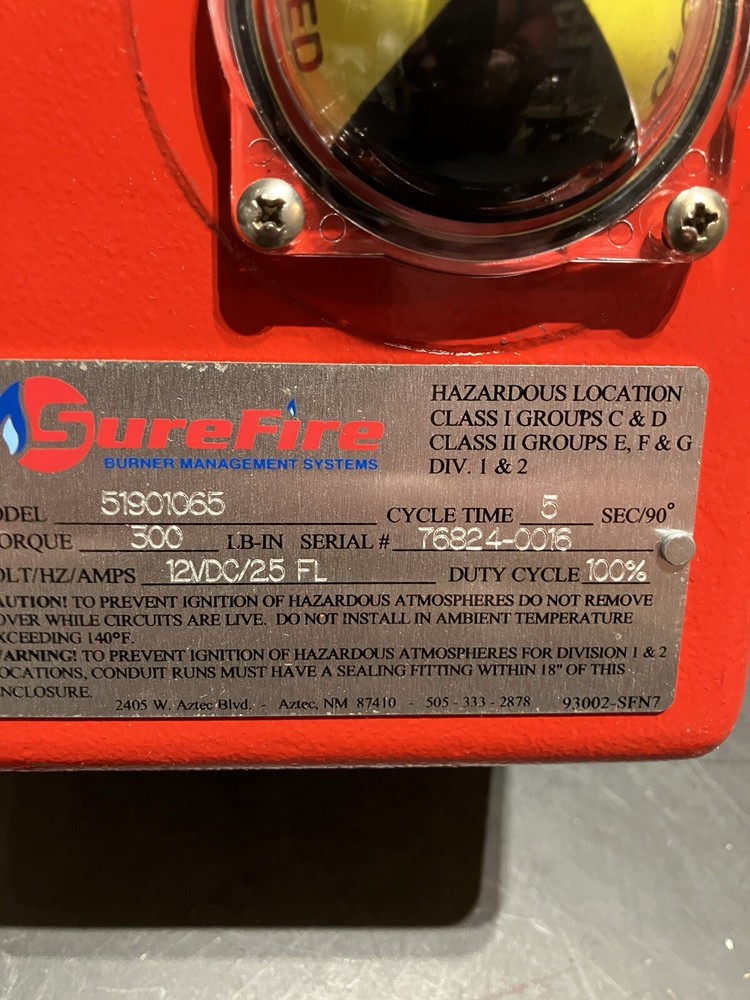 ED
SureFire
BURNER MANAGEMENT SYSTEMS
HAZARDOUS LOCATION
CLASS I GROUPS C & D
CLASS II GROUPS E, F & G
DIV. 1 & 2
ODEL 51901065 CYCLE TIME 5 SEC/90°
ORQUE 300 LB-IN SERIAL # 76824-0016
OLT/HZ/AMPS 12VDC/2.5 FL DUTY CYCLE 100%
AUTION! TO PREVENT IGNITION OF HAZARDOUS ATMOSPHERES DO NOT REMOVE
OVER WHILE CIRCUITS ARE LIVE. DO NOT INSTALL IN AMBIENT TEMPERATURE
XCEEDING 140°F.
ARNING! TO PREVENT IGNITION OF HAZARDOUS ATMOSPHERES FOR DIVISION 1 & 2
OCATIONS, CONDUIT RUNS MUST HAVE A SEALING FITTING WITHIN 18" OF THIS
NCLOSURE.
2405 W. Aztec Blvd. - Aztec, NM 87410 - 505 - 333 - 2878 93002-SFN7